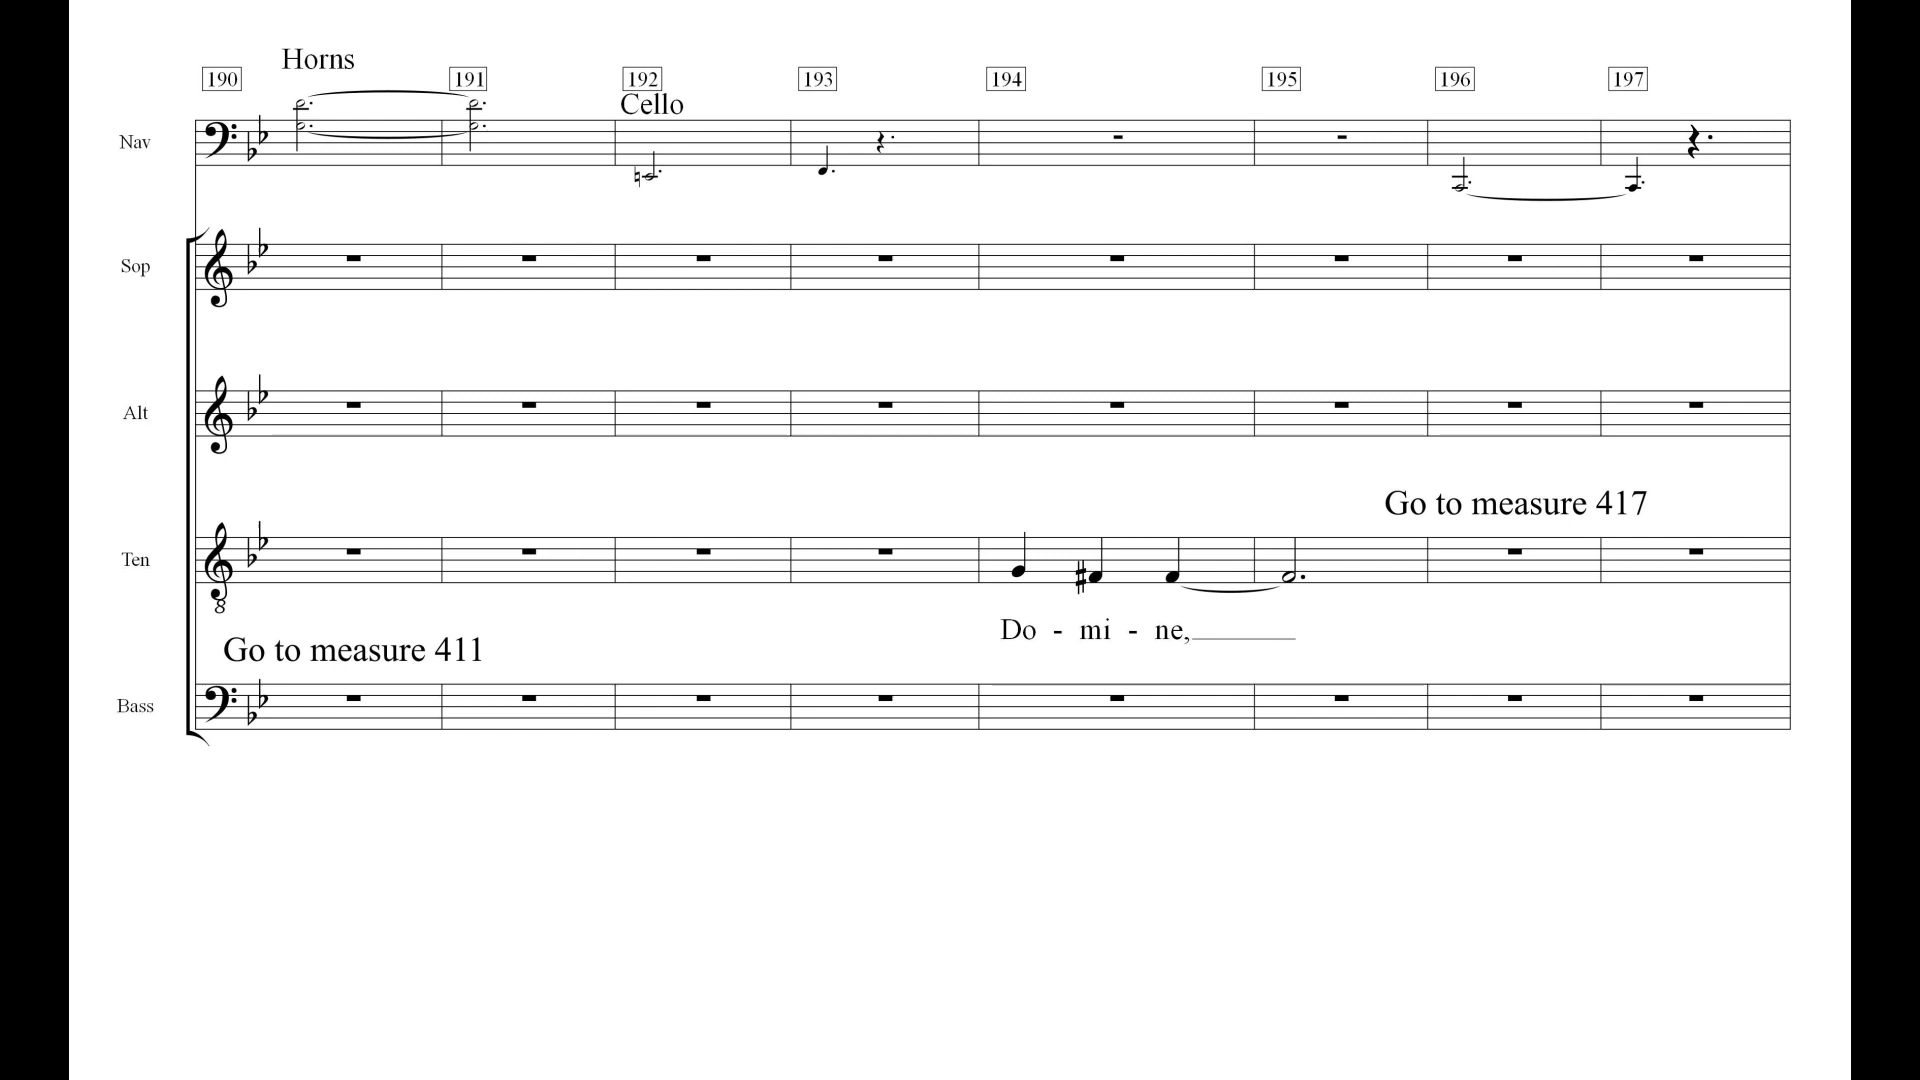 Horns
190 191 192 193 194 195 196 197
Cello
Nav
Sop
Alt
Go to measure 417
Ten
8
Do - mi - ne,
Go to measure 411
Bass